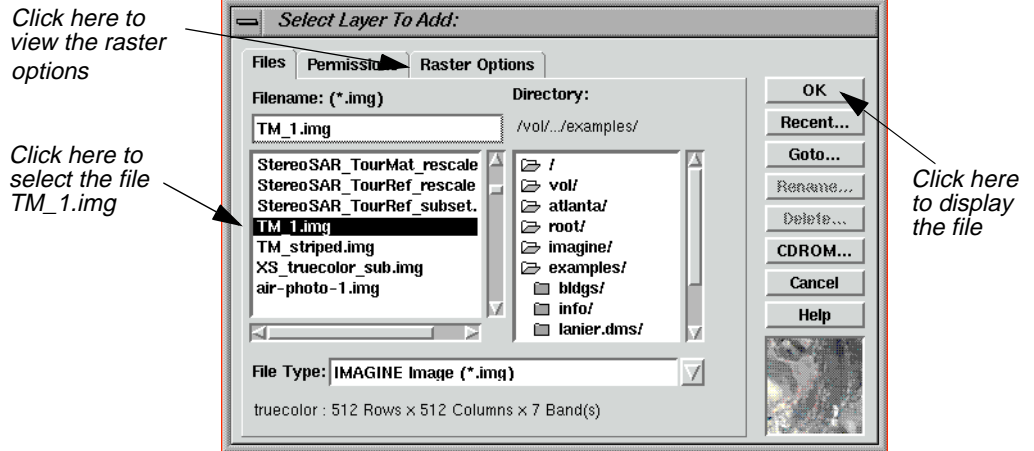 Click here to
view the raster
options
Select Layer To Add:
Files
Raster Options
Filename: (*.img)
Directory:
TM_1.img
/vol/.../examples/
StereoSAR_TourMat_rescale
StereoSAR_TourRef_rescale
StereoSAR_TourRef_subset.
TM_1.img
TM_striped.img
XS_truecolor_sub.img
air-photo-1.img
/
vol/
atlanta/
root/
imagine/
examples/
bldgs/
info/
lanier.dms/
File Type: IMAGINE Image (*.img)
truecolor : 512 Rows x 512 Columns x 7 Band(s)
OK
Recent...
Goto...
Rename...
Delete...
CDROM...
Cancel
Help
Click here to
select the file
TM_1.img
Click here
to display
the file